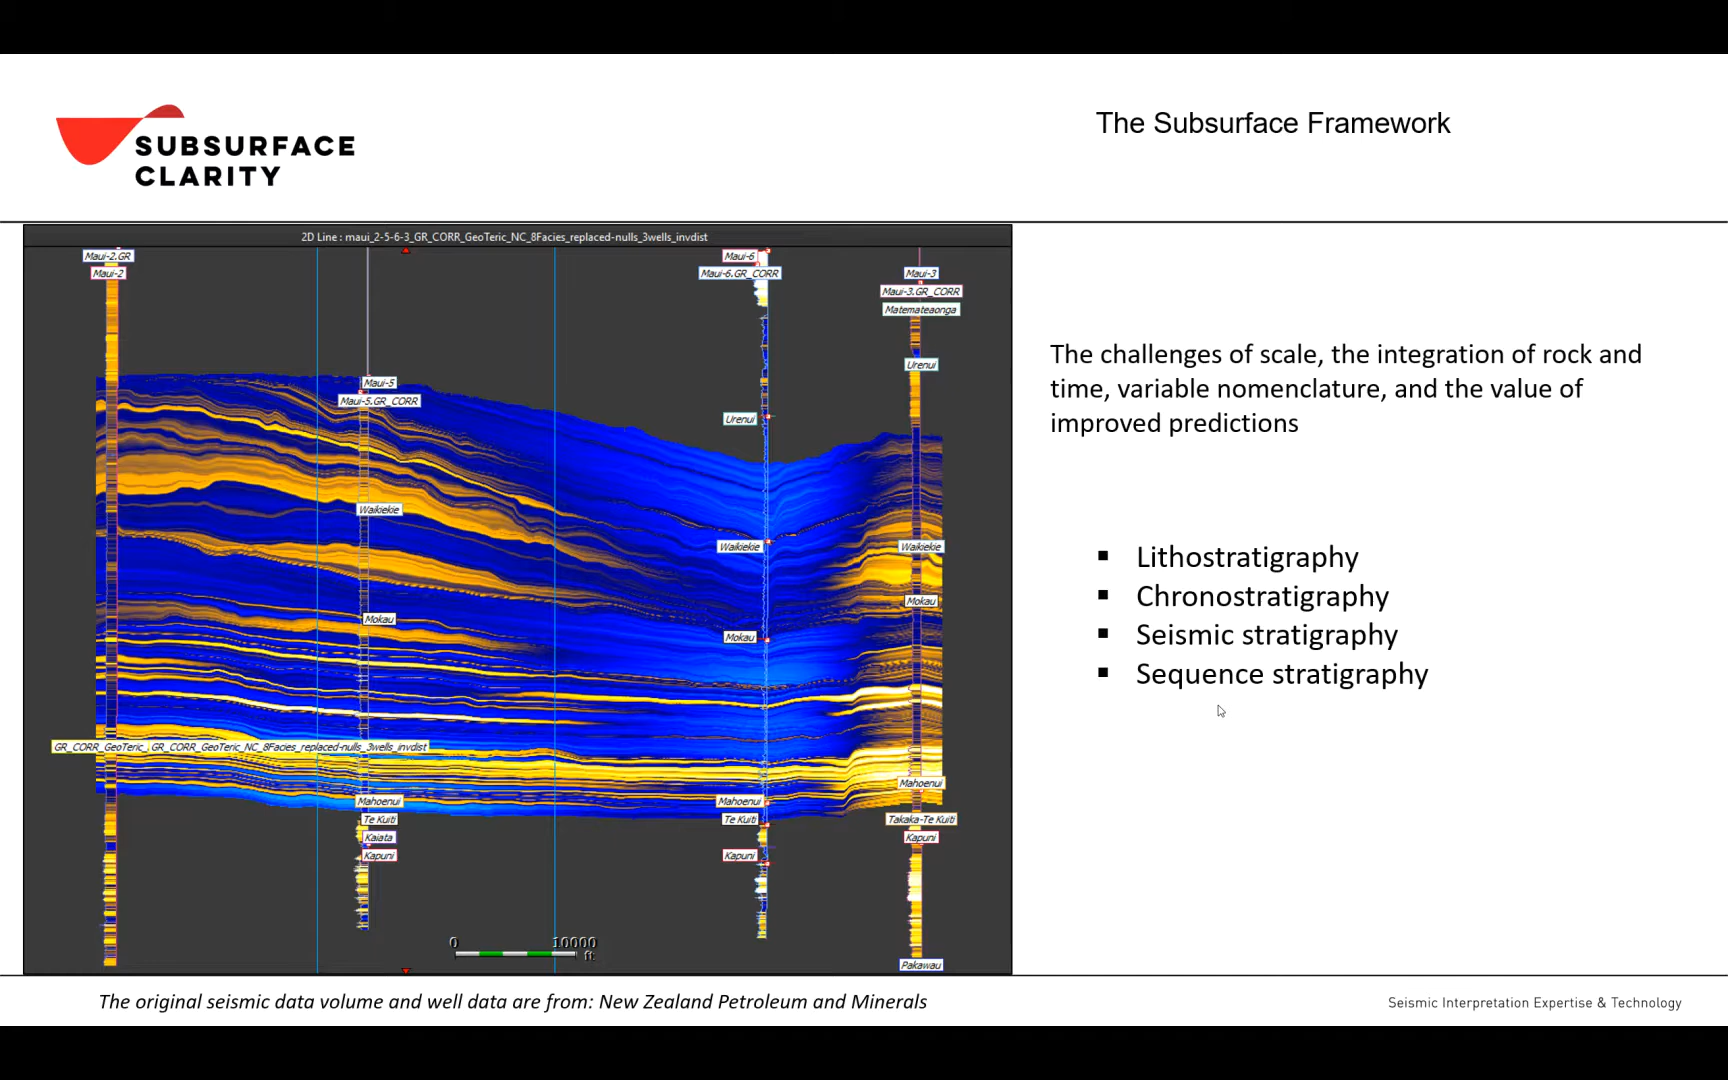 SUBSURFACE
CLARITY
The Subsurface Framework
2D Line : maui_2-5-6-3_GR_CORR_GeoTeric_NC_8Facies_replaced-nulls_3wells_invdist
Maui-2.GR
Maui-2
Maui-5
Maui-5.GR_CORR
Waikiekie
Mokau
GR_CORR_GeoTeric_
GR_CORR_GeoTeric_NC_8Facies_replaced-nulls_3wells_invdist
Mahoenui
Te Kuiti
Kaiata
Kapuni
Maui-6
Maui-6.GR_CORR
Urenui
Waikiekie
Mokau
Mahoenui
Te Kuiti
Kapuni
Maui-3
Maui-3.GR_CORR
Matemateaonga
Urenui
Waikiekie
Mokau
Mahoenui
Takaka-Te Kuiti
Kapuni
Pakawau
0 10000
ft
The challenges of scale, the integration of rock and
time, variable nomenclature, and the value of
improved predictions
▪ Lithostratigraphy
▪ Chronostratigraphy
▪ Seismic stratigraphy
▪ Sequence stratigraphy
The original seismic data volume and well data are from: New Zealand Petroleum and Minerals
Seismic Interpretation Expertise & Technology